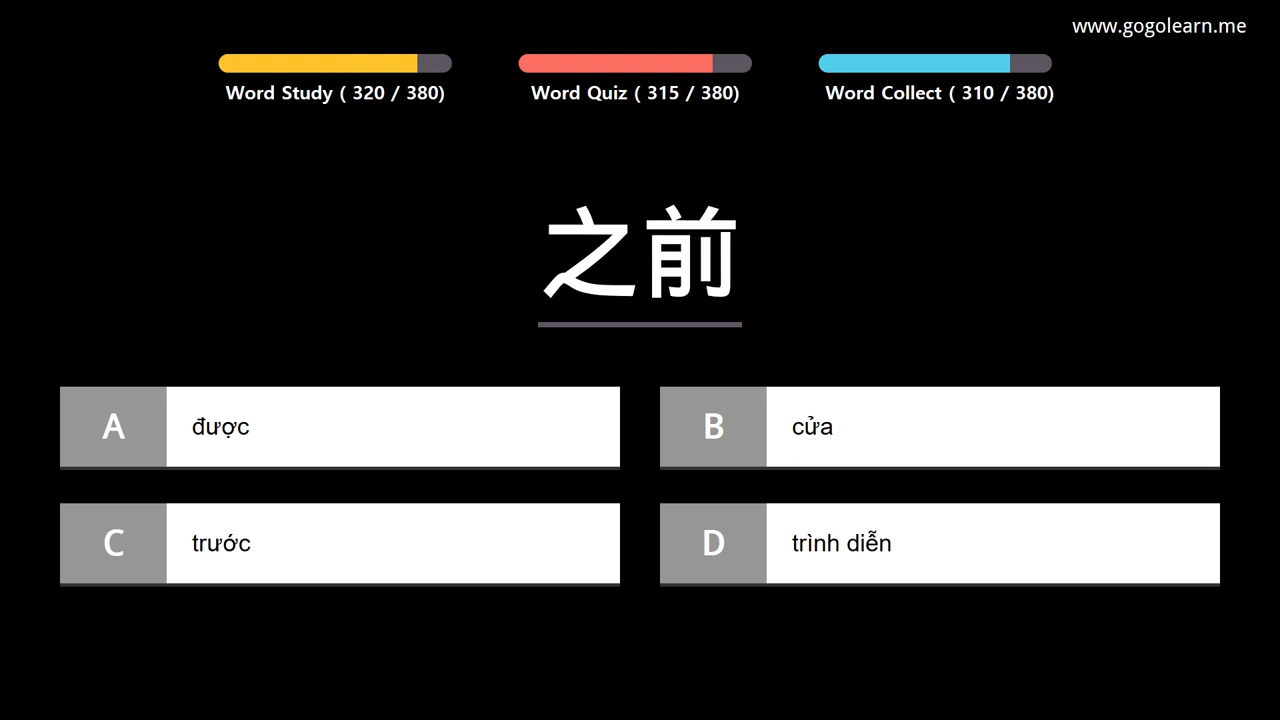 www.gogolearn.me
Word Study ( 320 / 380)
Word Quiz ( 315 / 380)
Word Collect ( 310 / 380)
之前
A được
B cửa
C trước
D trình diễn